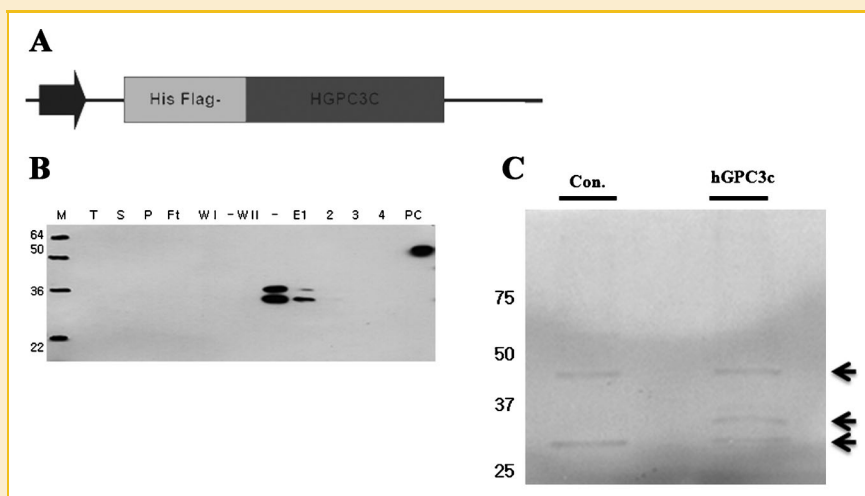 A
His Flag-
HGPC3C
B
M T S P Ft W I - W II - E1 2 3 4 PC
64
50
36
22
C
Con.
hGPC3c
75
50
37
25